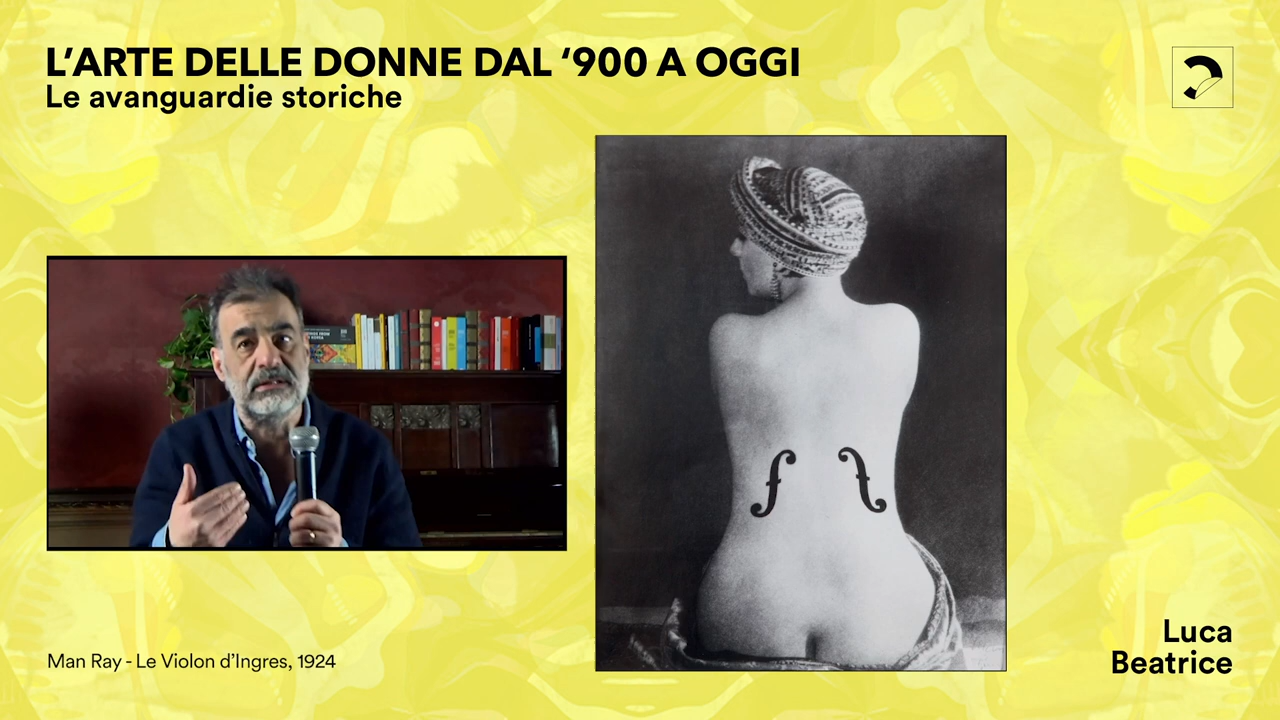 L’ARTE DELLE DONNE DAL ‘900 A OGGI
Le avanguardie storiche
Man Ray - Le Violon d’Ingres, 1924
Luca
Beatrice